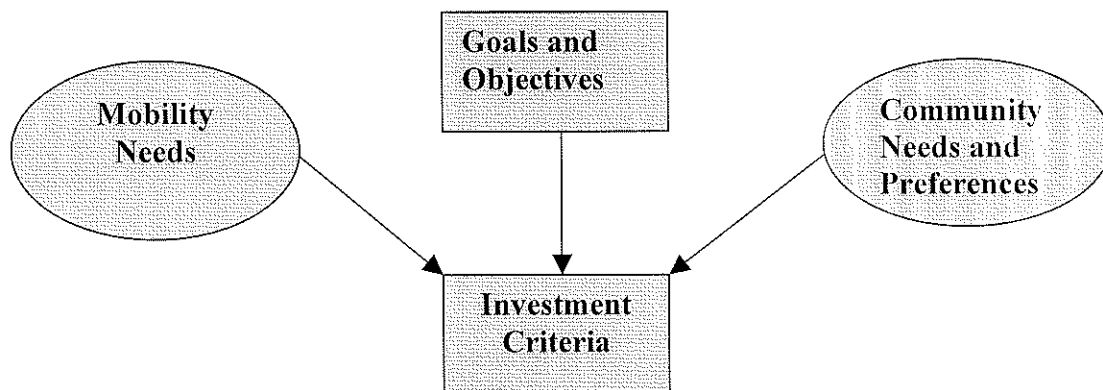 Goals and
Objectives
Mobility
Needs
Community
Needs and
Preferences
Investment
Criteria